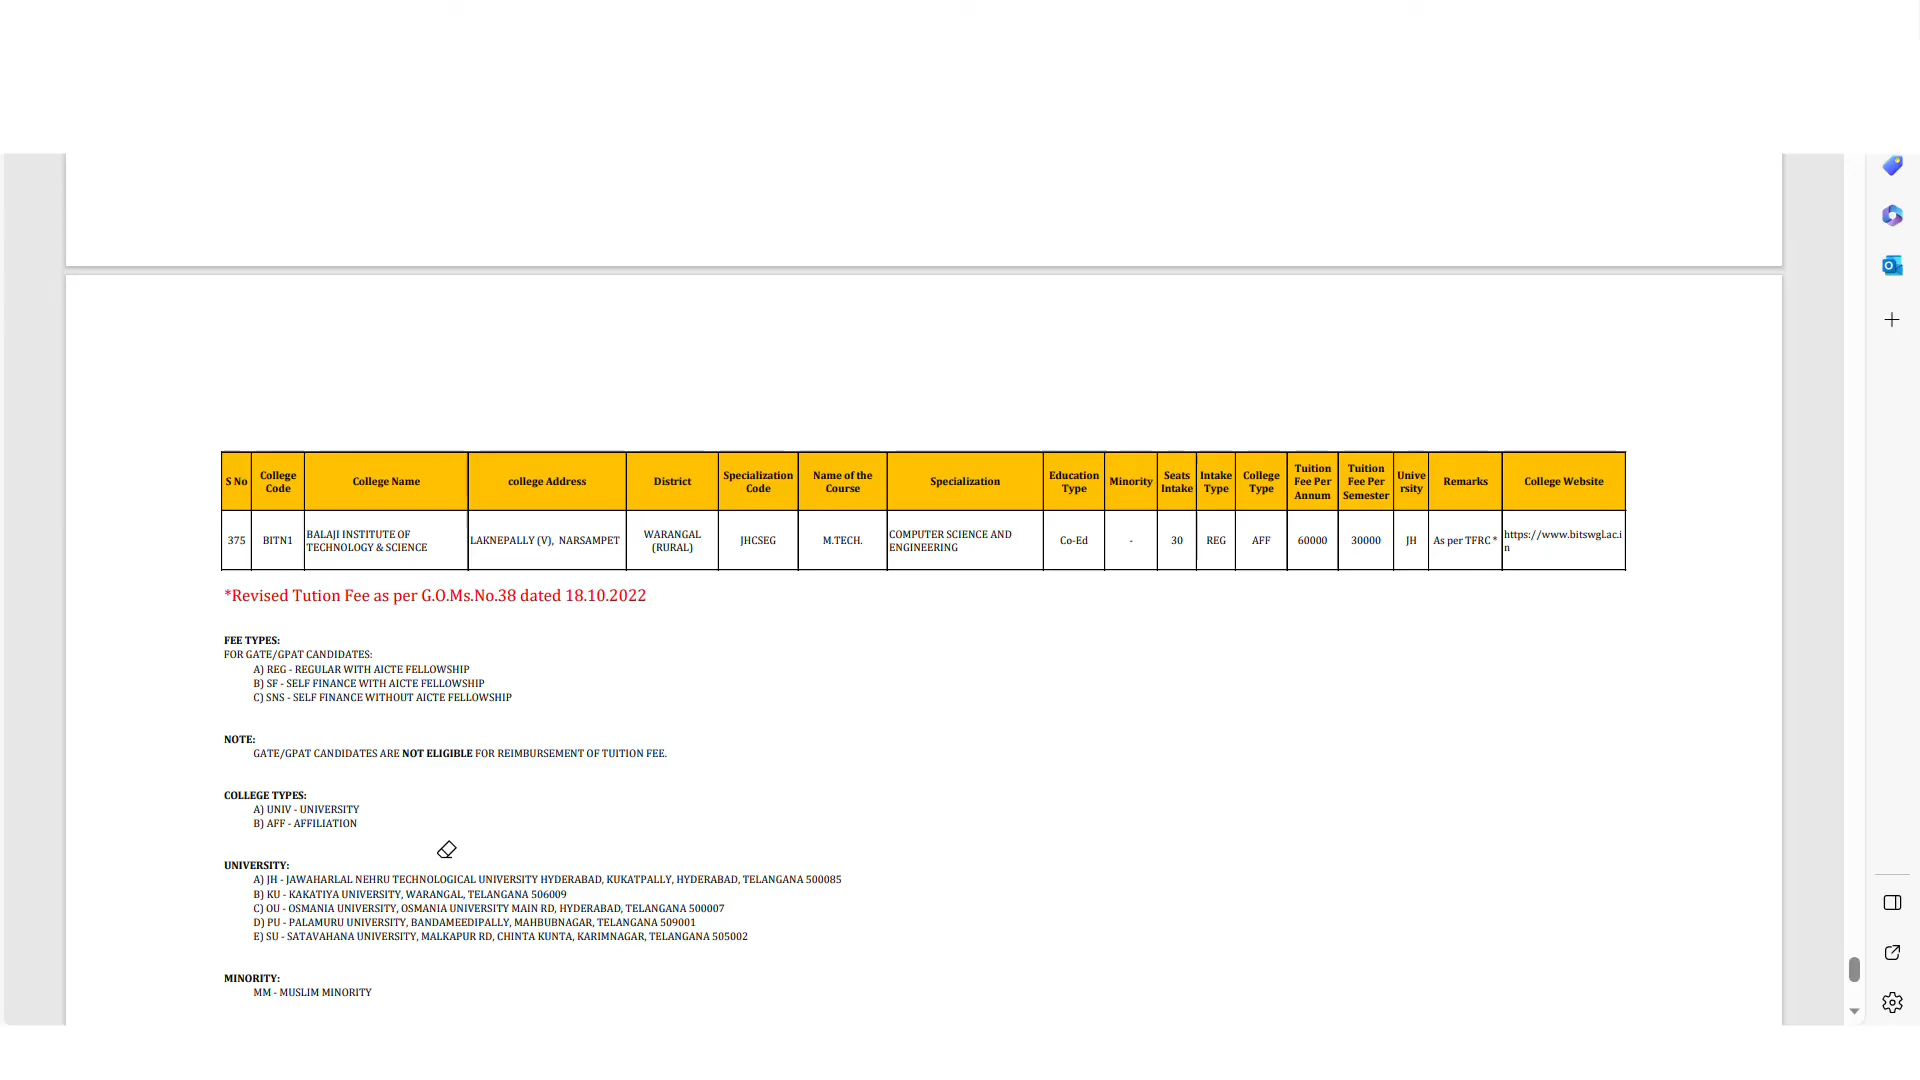 S No College Code College Name college Address District Specialization Code Name of the Course Specialization Education Type Minority Seats Intake Intake Type College Type Tuition Fee Per Annum Tuition Fee Per Semester Unive rsity Remarks College Website
375 BITN1 BALAJI INSTITUTE OF TECHNOLOGY & SCIENCE LAKNEPALLY (V), NARSAMPET WARANGAL (RURAL) JHCSEG M.TECH. COMPUTER SCIENCE AND ENGINEERING Co-Ed - 30 REG AFF 60000 30000 JH As per TFRC * https://www.bitswgl.ac.i n
*Revised Tution Fee as per G.O.Ms.No.38 dated 18.10.2022
FEE TYPES:
FOR GATE/GPAT CANDIDATES:
A) REG - REGULAR WITH AICTE FELLOWSHIP
B) SF - SELF FINANCE WITH AICTE FELLOWSHIP
C) SNS - SELF FINANCE WITHOUT AICTE FELLOWSHIP
NOTE:
GATE/GPAT CANDIDATES ARE NOT ELIGIBLE FOR REIMBURSEMENT OF TUITION FEE.
COLLEGE TYPES:
A) UNIV - UNIVERSITY
B) AFF - AFFILIATION
UNIVERSITY:
A) JH - JAWAHARLAL NEHRU TECHNOLOGICAL UNIVERSITY HYDERABAD, KUKATPALLY, HYDERABAD, TELANGANA 500085
B) KU - KAKATIYA UNIVERSITY, WARANGAL, TELANGANA 506009
C) OU - OSMANIA UNIVERSITY, OSMANIA UNIVERSITY MAIN RD, HYDERABAD, TELANGANA 500007
D) PU - PALAMURU UNIVERSITY, BANDAMEEDIPALLY, MAHBUBNAGAR, TELANGANA 509001
E) SU - SATAVAHANA UNIVERSITY, MALKAPUR RD, CHINTA KUNTA, KARIMNAGAR, TELANGANA 505002
MINORITY:
MM - MUSLIM MINORITY